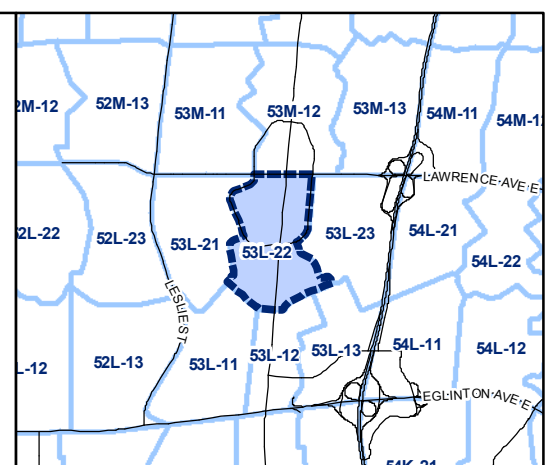 2M-12
52M-13
53M-11
53M-12
53M-13
54M-11
54M-1
LAWRENCE AVE E
2L-22
52L-23
53L-21
53L-22
53L-23
54L-21
54L-22
LESLIE ST
L-12
52L-13
53L-11
53L-12
53L-13
54L-11
54L-12
EGLINTON AVE E
54K-21